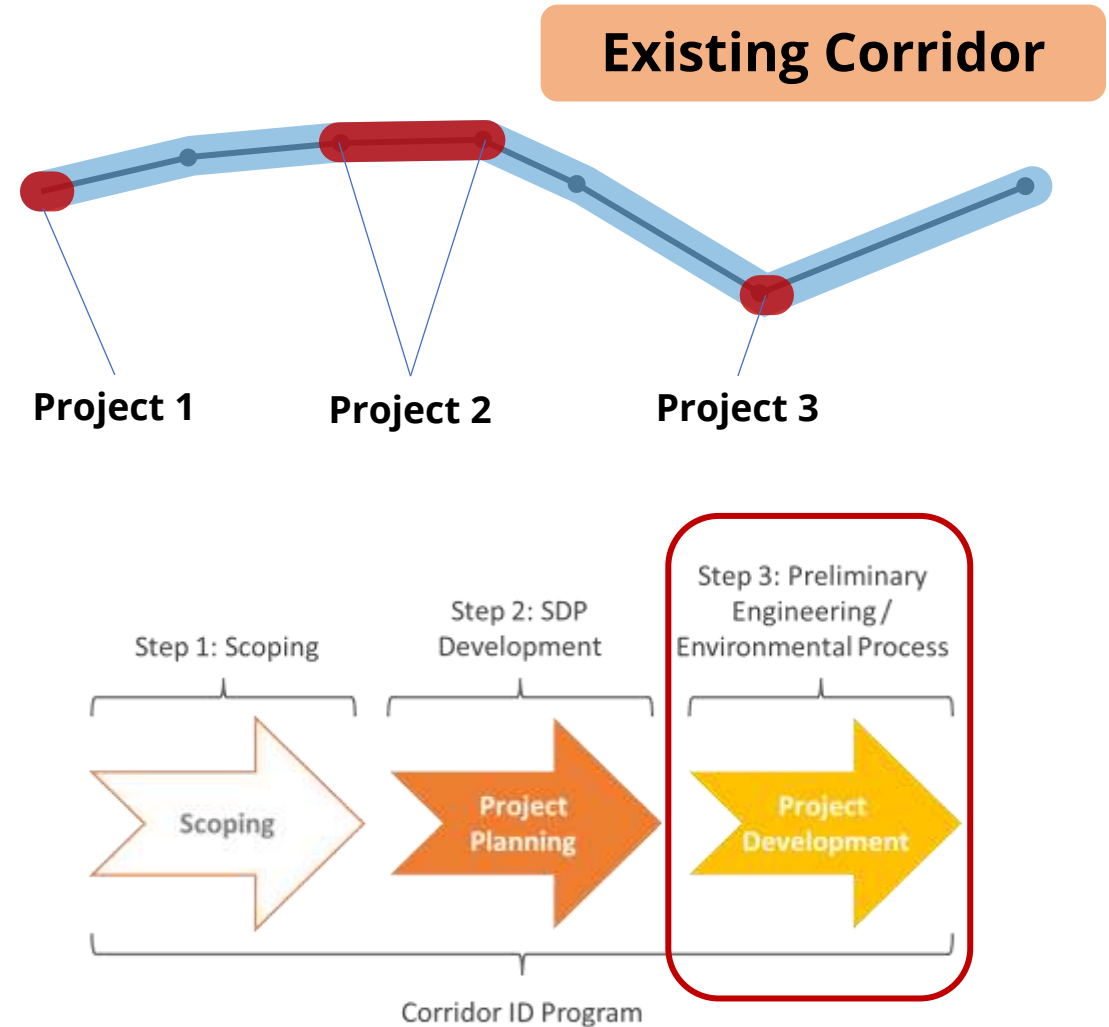 Existing Corridor
Project 1
Project 2
Project 3
Step 1: Scoping
Step 2: SDP
Development
Step 3: Preliminary
Engineering /
Environmental Process
Scoping
Project
Planning
Project
Development
Corridor ID Program